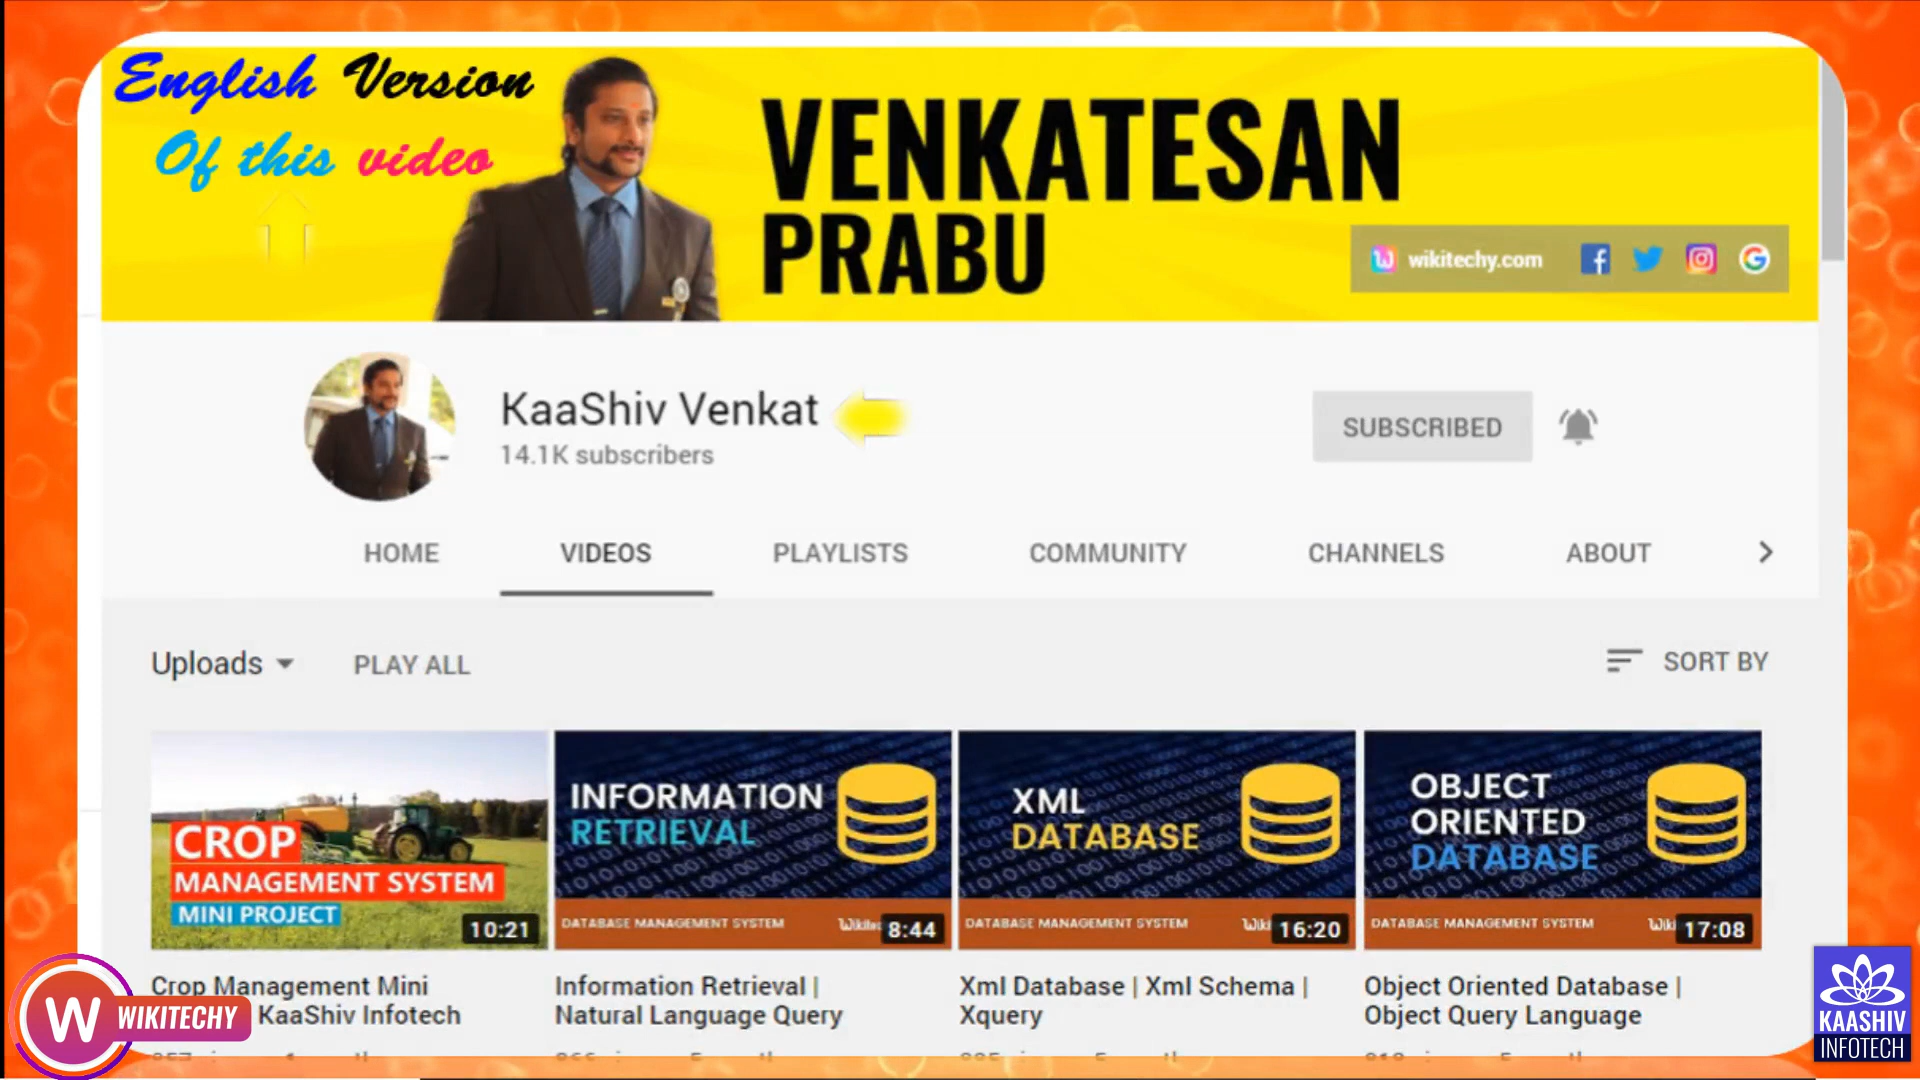 English Version
Of this video
VENKATESAN
PRABU
wikitechy.com
KaaShiv Venkat
14.1K subscribers
SUBSCRIBED
HOME VIDEOS PLAYLISTS COMMUNITY CHANNELS ABOUT
Uploads PLAY ALL SORT BY
CROP
MANAGEMENT SYSTEM
MINI PROJECT
10:21
INFORMATION
RETRIEVAL
DATABASE MANAGEMENT SYSTEM
8:44
XML
DATABASE
DATABASE MANAGEMENT SYSTEM
16:20
OBJECT
ORIENTED
DATABASE
DATABASE MANAGEMENT SYSTEM
17:08
Crop Management Mini
KaaShiv Infotech
Information Retrieval |
Natural Language Query
Xml Database | Xml Schema |
Xquery
Object Oriented Database |
Object Query Language
W WIKITECHY
KAASHIV
INFOTECH